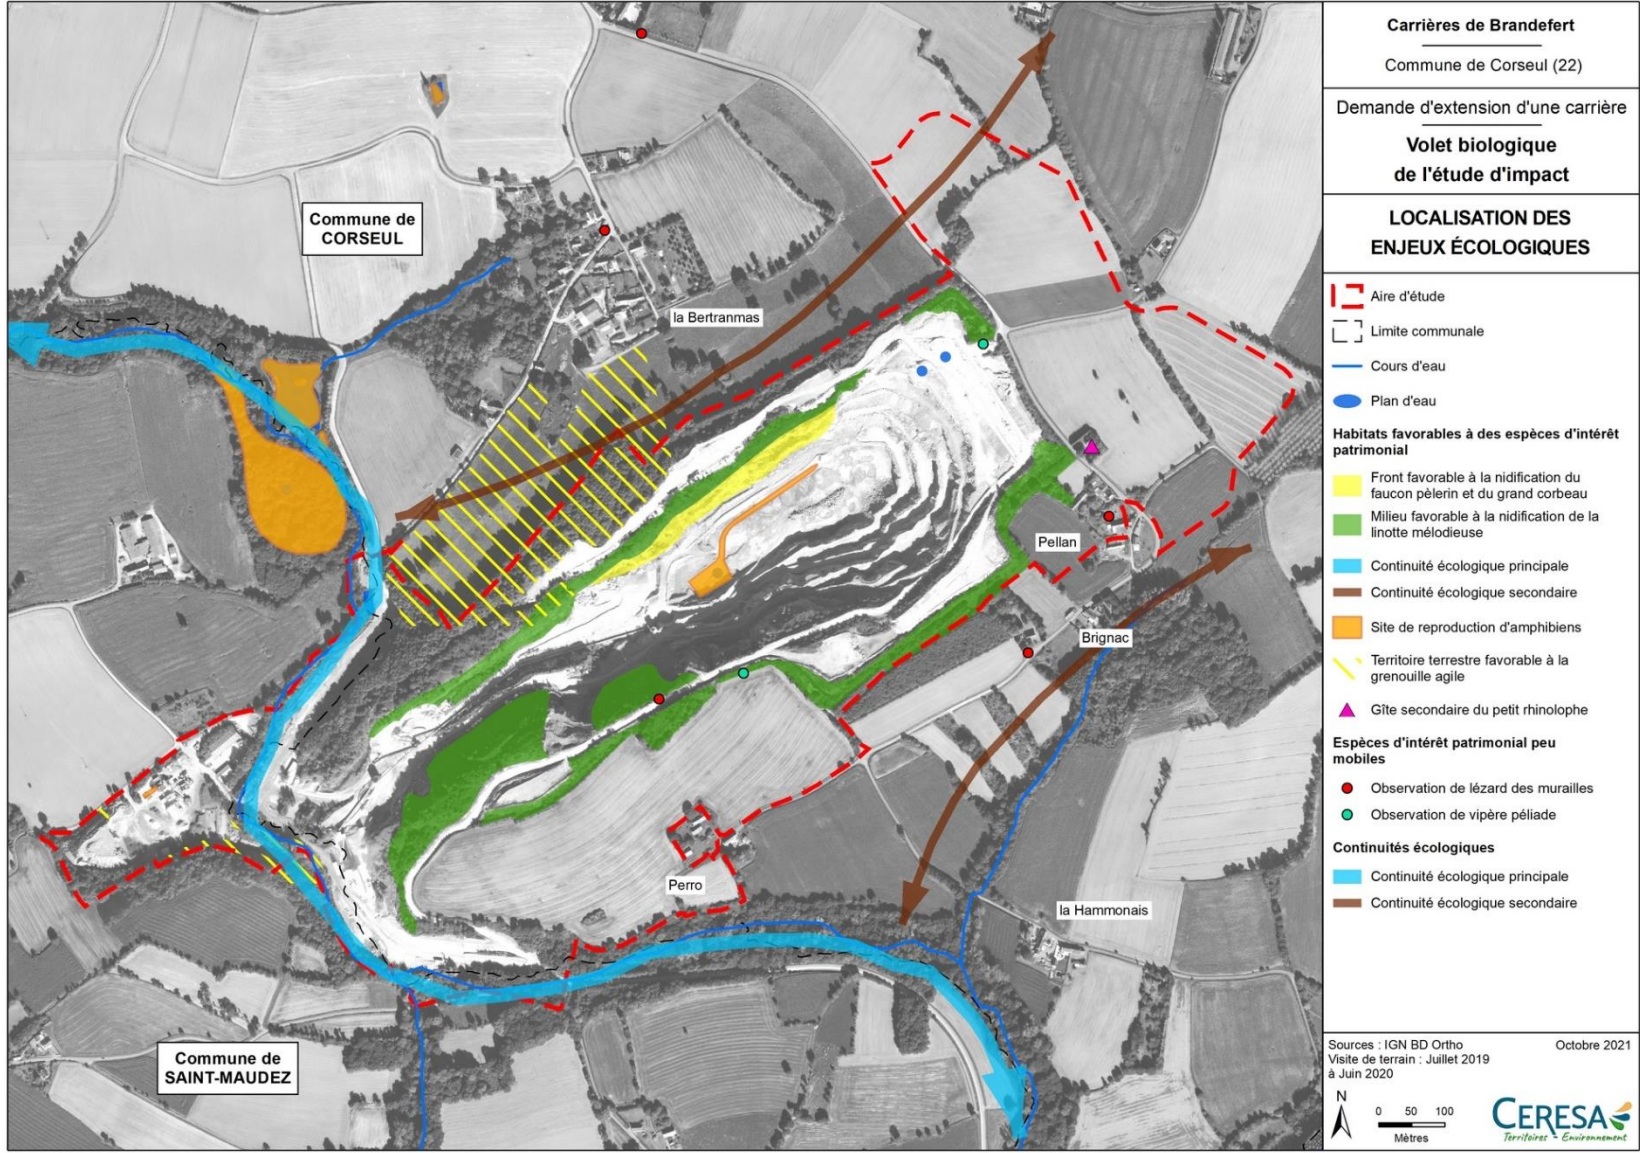 Carrières de Brandefert
Commune de Corseul (22)
Demande d'extension d'une carrière
Volet biologique
de l'étude d'impact
LOCALISATION DES
ENJEUX ÉCOLOGIQUES
Aire d'étude
Limite communale
Cours d'eau
Plan d'eau
Habitats favorables à des espèces d'intérêt
patrimonial
Front favorable à la nidification du
faucon pèlerin et du grand corbeau
Milieu favorable à la nidification de la
linotte mélodieuse
Continuité écologique principale
Continuité écologique secondaire
Site de reproduction d'amphibiens
Territoire terrestre favorable à la
grenouille agile
Gîte secondaire du petit rhinolophe
Espèces d'intérêt patrimonial peu
mobiles
Observation de lézard des murailles
Observation de vipère péliade
Continuités écologiques
Continuité écologique principale
Continuité écologique secondaire
Sources : IGN BD Ortho
Octobre 2021
Visite de terrain : Juillet 2019
à Juin 2020
N
0 50 100
Mètres
CERESA
Territoires - Environnement
Commune de
CORSEUL
la Bertranmas
Pellan
Brignac
Perro
la Hammonais
Commune de
SAINT-MAUDEZ